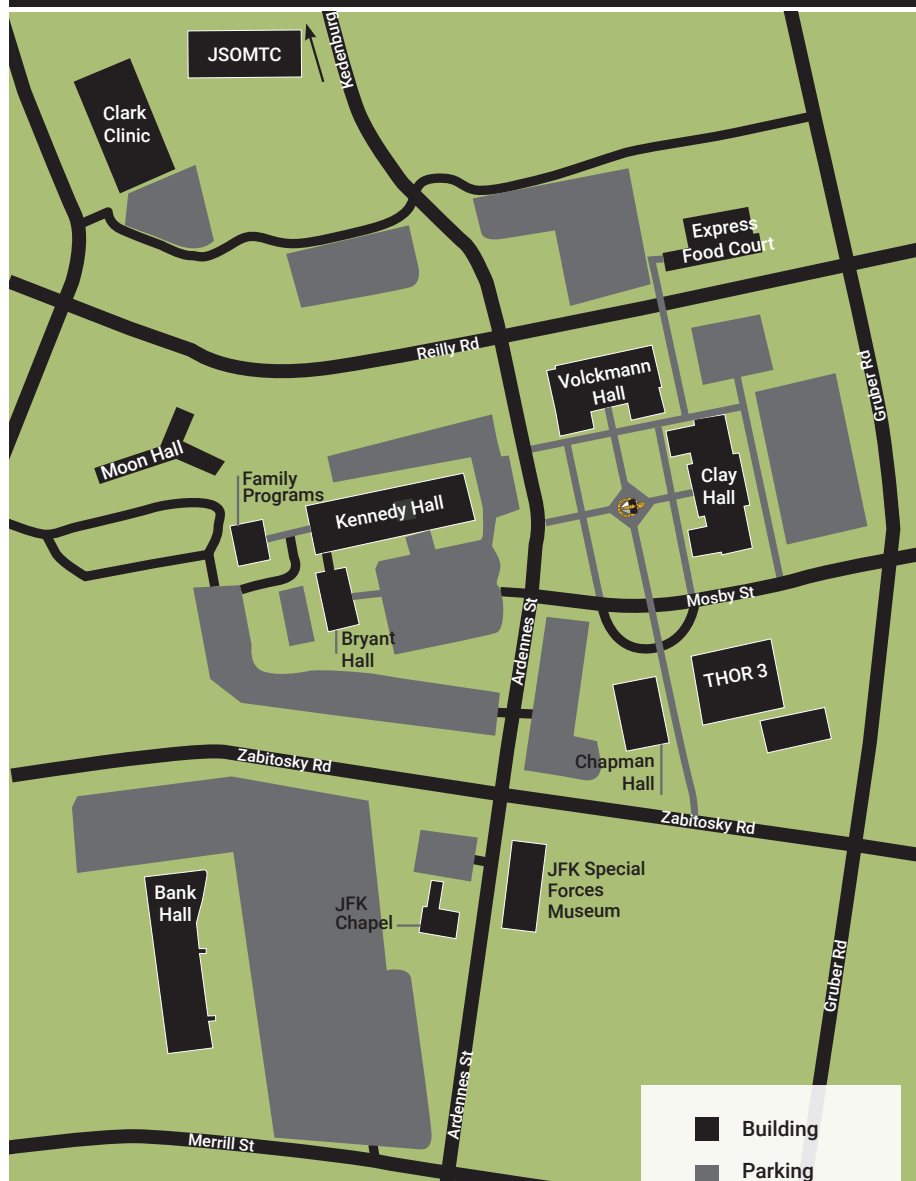 JSOMTC
Kedenburg
Clark
Clinic
Express
Food Court
Reilly Rd
Volckmann
Hall
Gruber Rd
Moon Hall
Family
Programs
Kennedy Hall
Clay
Hall
Mosby St
Ardennes St
Bryant
Hall
THOR 3
Chapman
Hall
Zabitosky Rd
Zabitosky Rd
Bank
Hall
JFK
Chapel
JFK Special
Forces
Museum
Gruber Rd
Ardennes St
Merrill St
Building
Parking